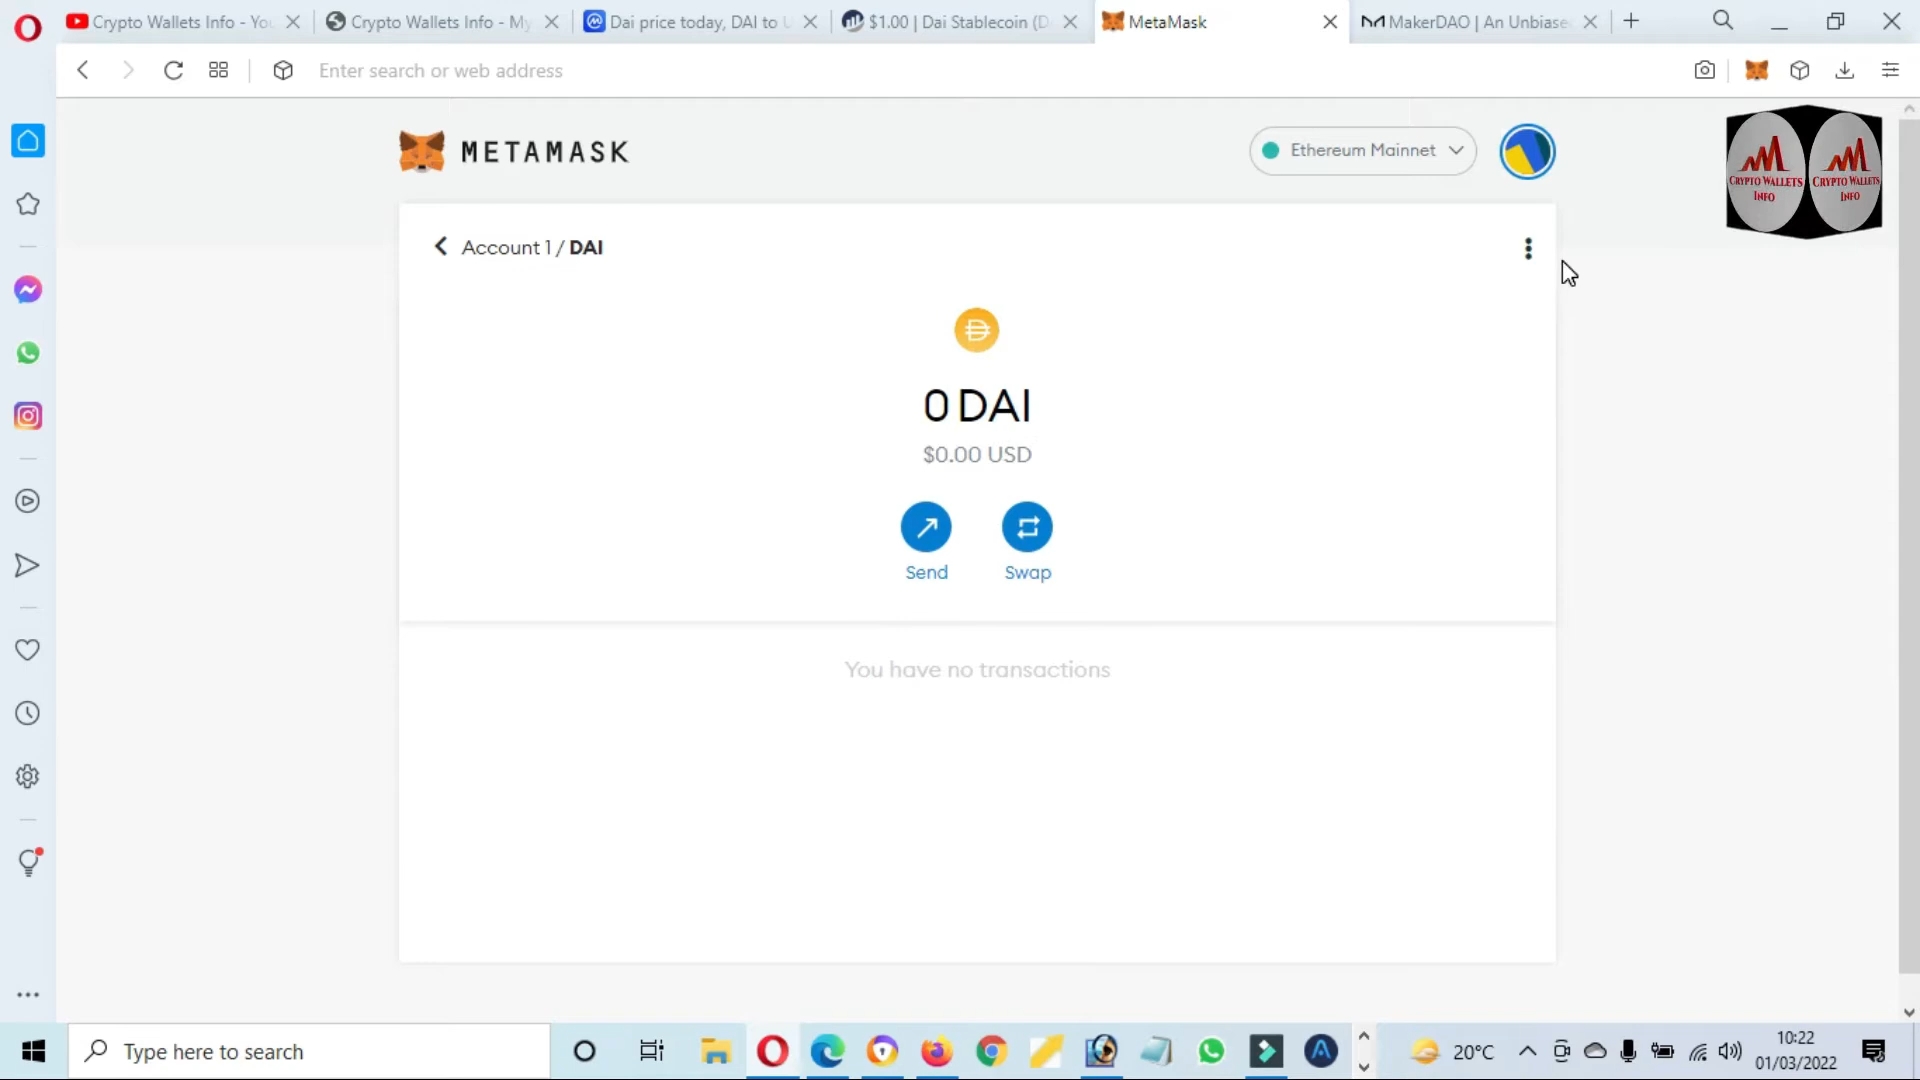 Crypto Wallets Info - You
Crypto Wallets Info - My
Dai price today, DAI to U
$1.00 | Dai Stablecoin (D
MetaMask
MakerDAO | An Unbiase
Enter search or web address
METAMASK
Ethereum Mainnet
CRYPTO WALLETS
INFO
CRYPTO WALLETS
INFO
Account 1 / DAI
0 DAI
$0.00 USD
Send
Swap
You have no transactions
Type here to search
20°C
10:22
01/03/2022